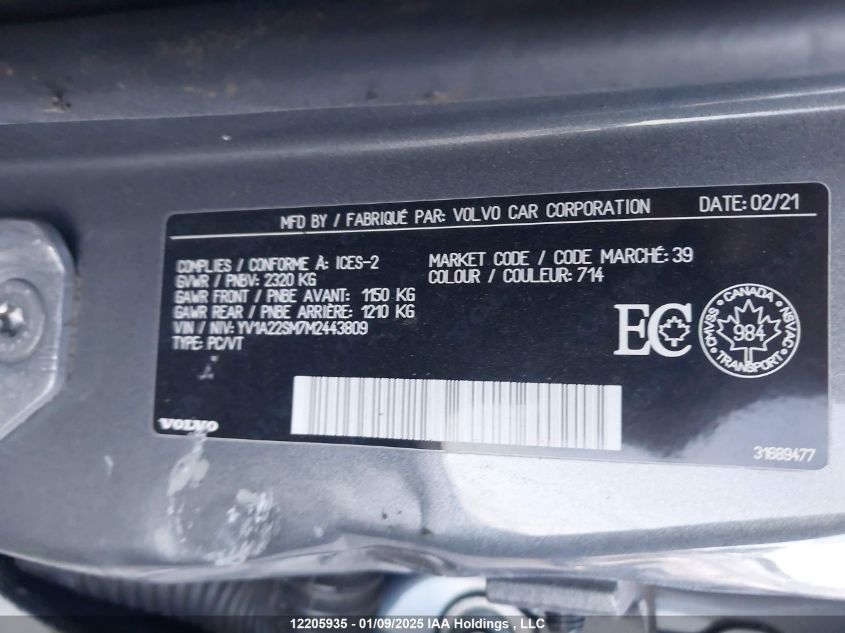 MFD BY / FABRIQUÉ PAR: VOLVO CAR CORPORATION DATE: 02/21
COMPLIES / CONFORME À: ICES-2
GVWR / PNBV: 2320 KG
GAWR FRONT / PNBE AVANT: 1150 KG
GAWR REAR / PNBE ARRIÈRE: 1210 KG
VIN / NIV: YV1A22SM7M2443809
TYPE: PC/VT
MARKET CODE / CODE MARCHÉ: 39
COLOUR / COULEUR: 714
EC
CANADA
CMVSS
984
NSVAC
TRANSPORT
VOLVO
31689477
12205935 - 01/09/2025 IAA Holdings , LLC